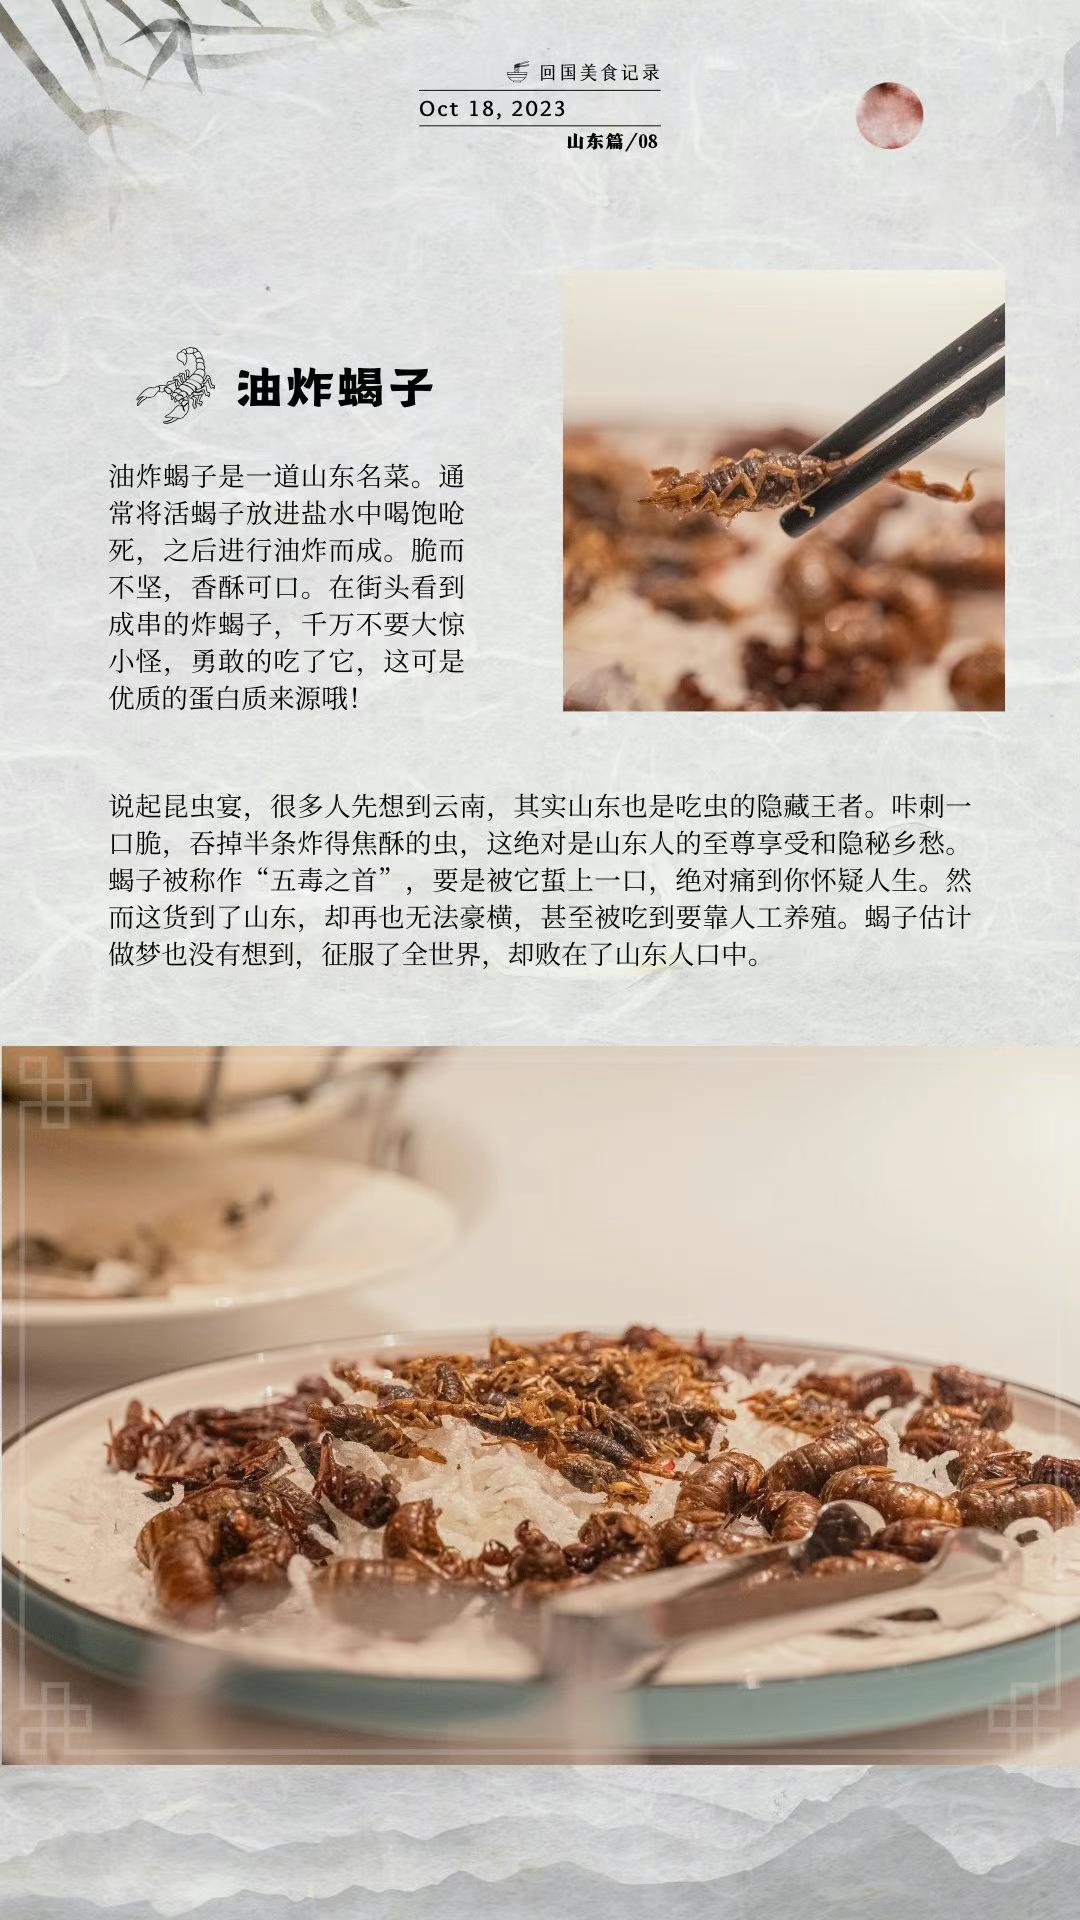 回国美食记录
Oct 18, 2023
山东篇/08
油炸蝎子
油炸蝎子是一道山东名菜。通
常将活蝎子放进盐水中喝饱呛
死，之后进行油炸而成。脆而
不坚，香酥可口。在街头看到
成串的炸蝎子，千万不要大惊
小怪，勇敢的吃了它，这可是
优质的蛋白质来源哦！
说起昆虫宴，很多人先想到云南，其实山东也是吃虫的隐藏王者。咔刺一
口脆，吞掉半条炸得焦酥的虫，这绝对是山东人的至尊享受和隐秘乡愁。
蝎子被称作“五毒之首”，要是被它蜇上一口，绝对痛到你怀疑人生。然
而这货到了山东，却再也无法豪横，甚至被吃到要靠人工养殖。蝎子估计
做梦也没有想到，征服了全世界，却败在了山东人口中。